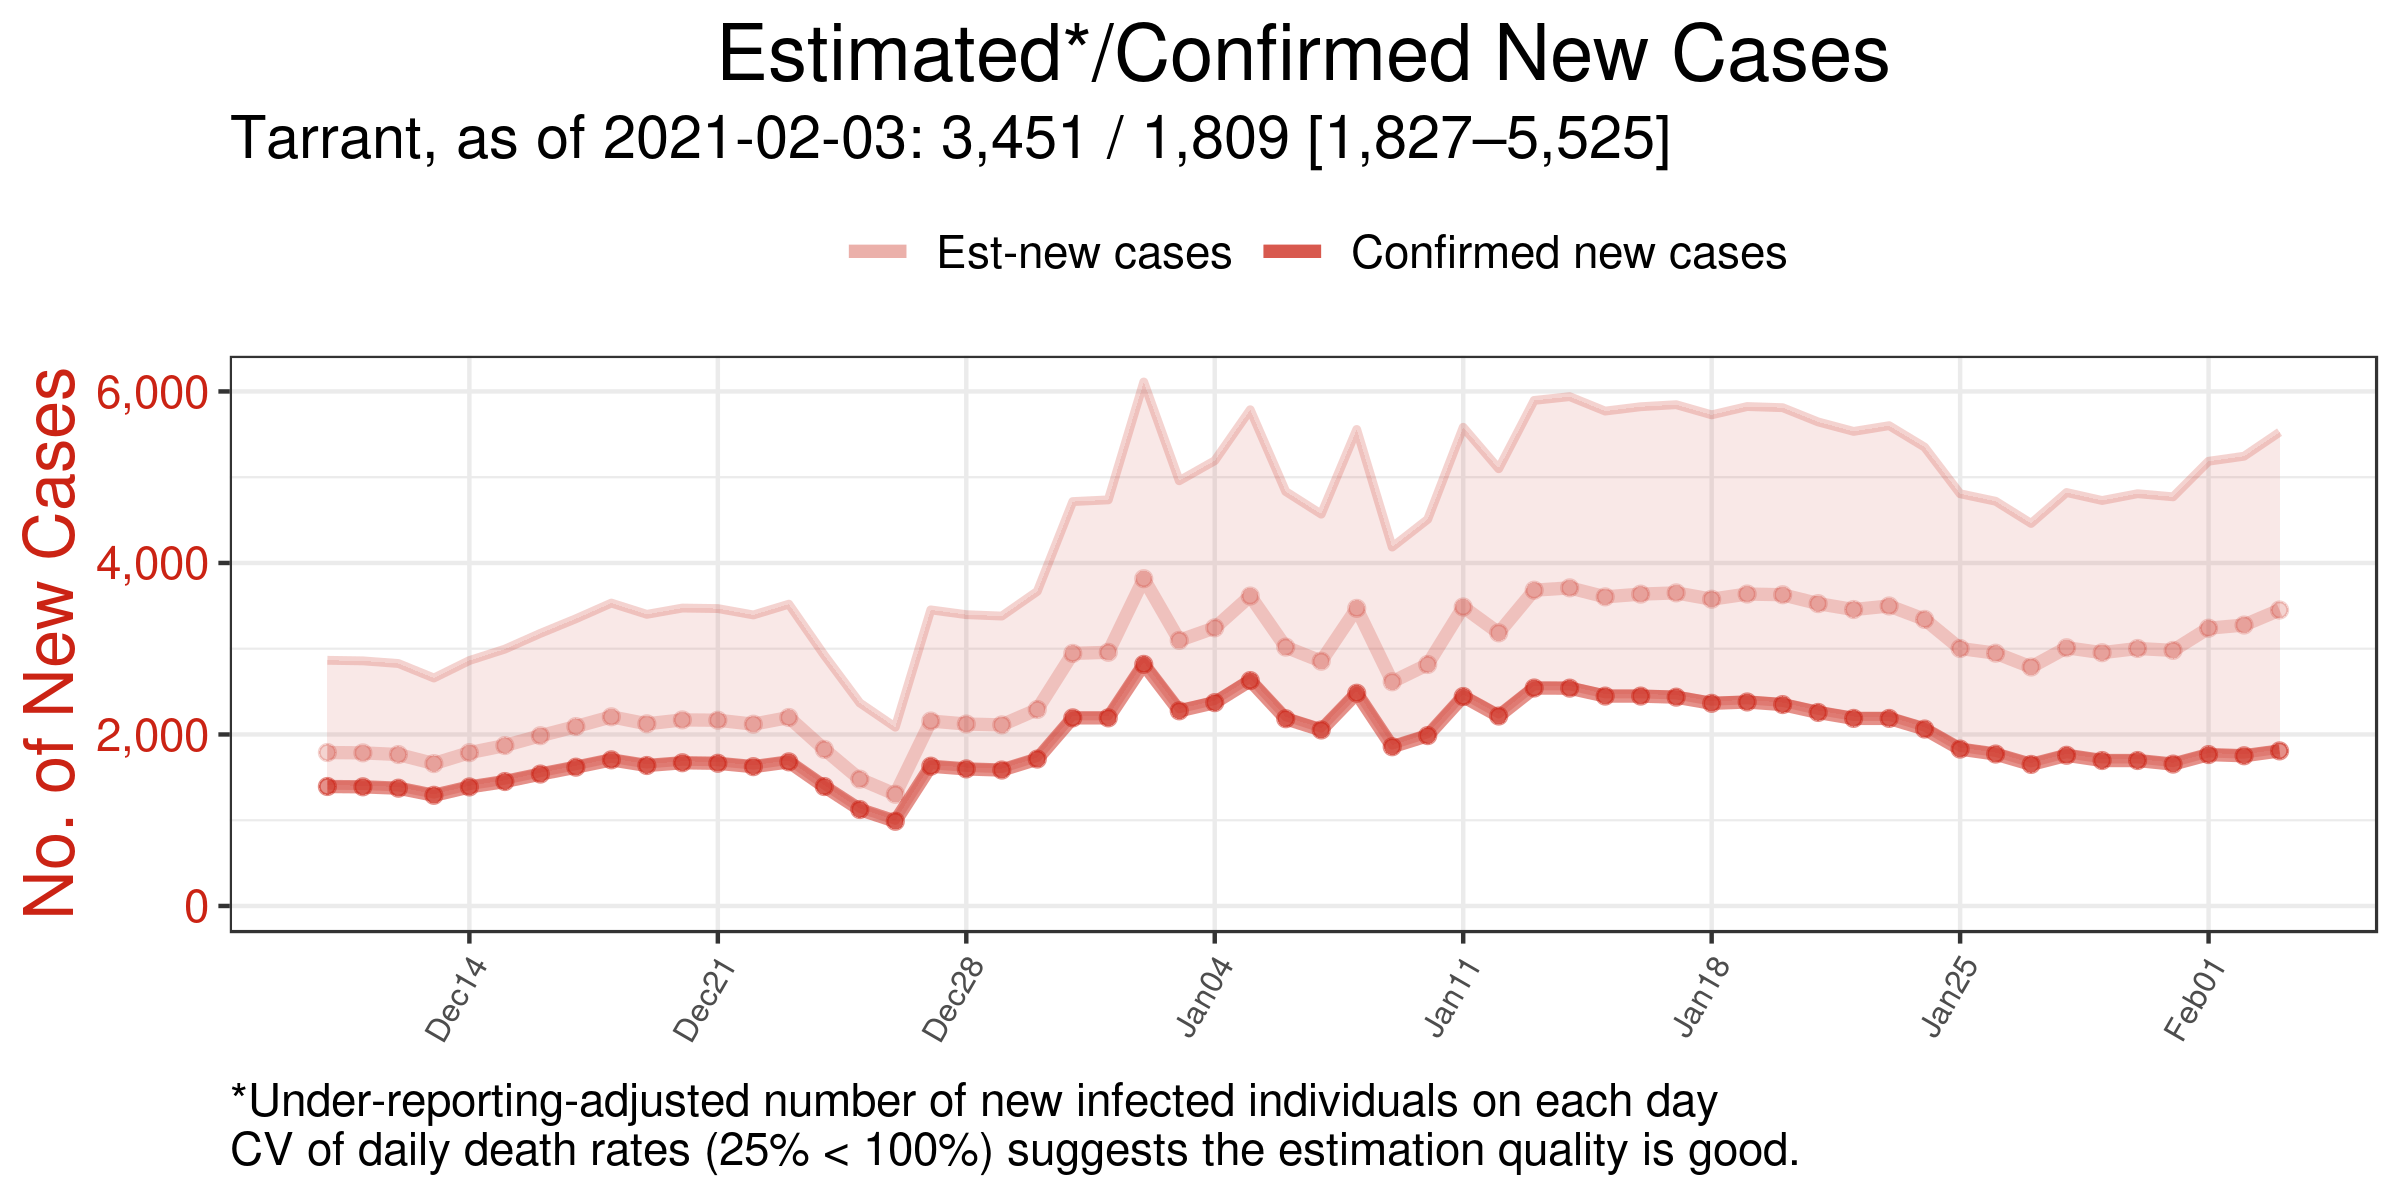 Estimated*/Confirmed New Cases
Tarrant, as of 2021-02-03: 3,451 / 1,809 [1,827–5,525]
Est-new cases
Confirmed new cases
No. of New Cases
6,000
4,000
2,000
0
Dec14
Dec21
Dec28
Jan04
Jan11
Jan18
Jan25
Feb01
*Under-reporting-adjusted number of new infected individuals on each day
CV of daily death rates (25% < 100%) suggests the estimation quality is good.